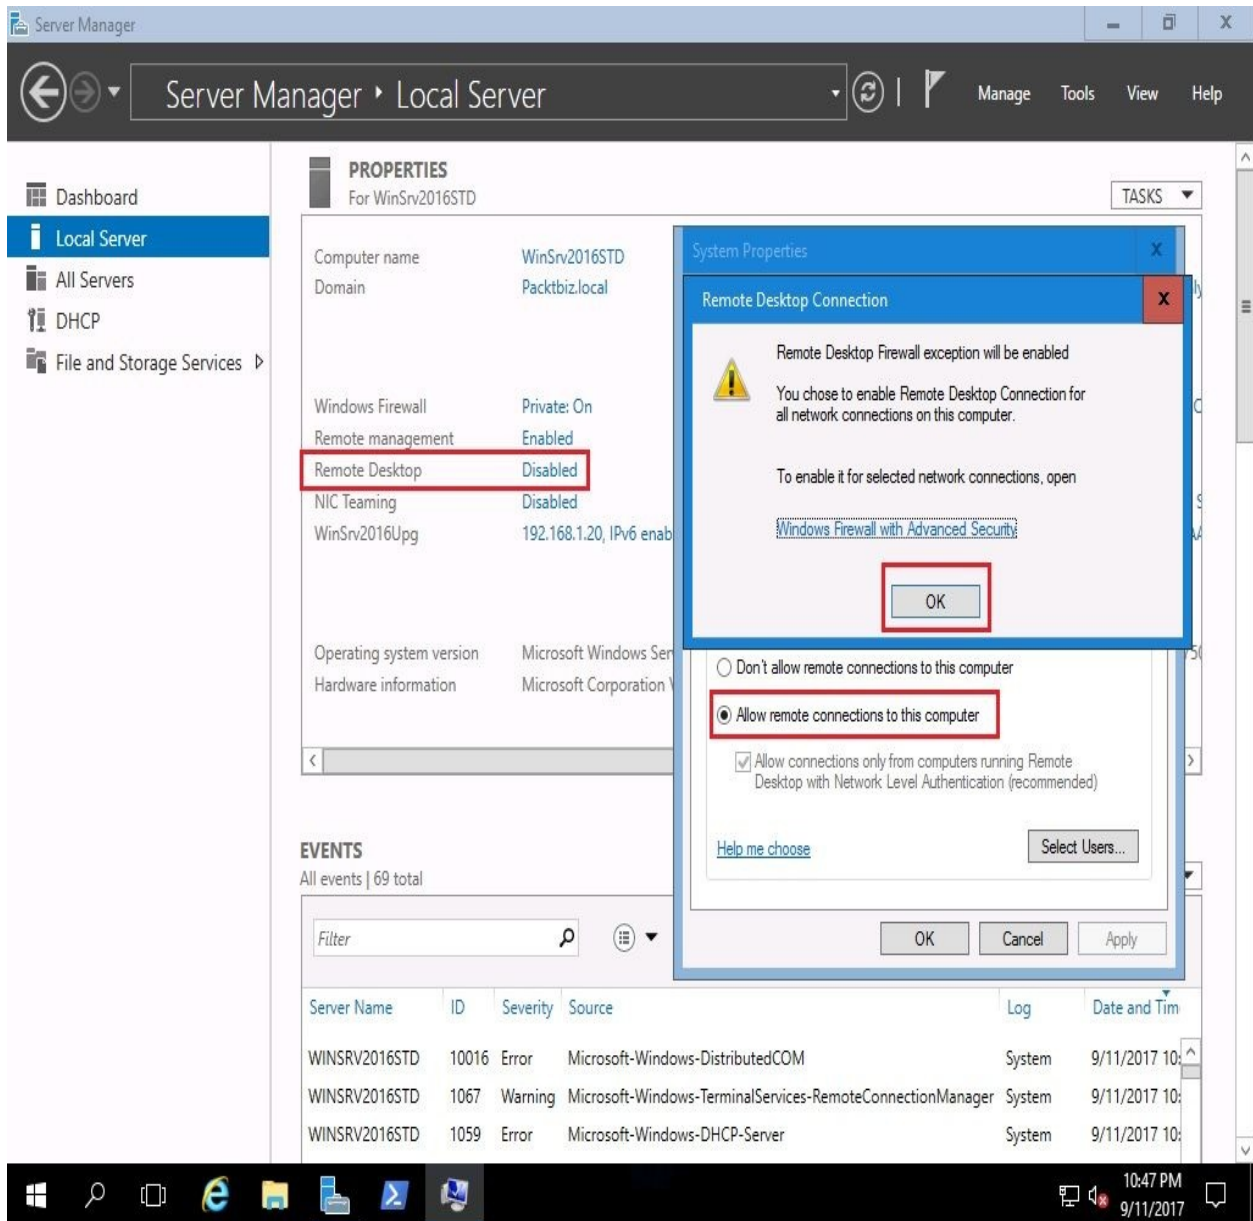 Server Manager
Server Manager • Local Server
Manage Tools View Help
Dashboard
Local Server
All Servers
DHCP
File and Storage Services
PROPERTIES
For WinSrv2016STD
TASKS
Computer name WinSrv2016STD
Domain Packtbiz.local
Windows Firewall Private: On
Remote management Enabled
Remote Desktop Disabled
NIC Teaming Disabled
WinSrv2016Upg 192.168.1.20, IPv6 enab
Operating system version Microsoft Windows Ser
Hardware information Microsoft Corporation
System Properties
Remote Desktop Connection
Remote Desktop Firewall exception will be enabled
You chose to enable Remote Desktop Connection for
all network connections on this computer.
To enable it for selected network connections, open
Windows Firewall with Advanced Security
OK
Don't allow remote connections to this computer
Allow remote connections to this computer
Allow connections only from computers running Remote
Desktop with Network Level Authentication (recommended)
Help me choose
Select Users...
OK Cancel Apply
EVENTS
All events | 69 total
Filter
Server Name ID Severity Source Log Date and Tim
WINSRV2016STD 10016 Error Microsoft-Windows-DistributedCOM System 9/11/2017 10:
WINSRV2016STD 1067 Warning Microsoft-Windows-TerminalServices-RemoteConnectionManager System 9/11/2017 10:
WINSRV2016STD 1059 Error Microsoft-Windows-DHCP-Server System 9/11/2017 10:
10:47 PM
9/11/2017